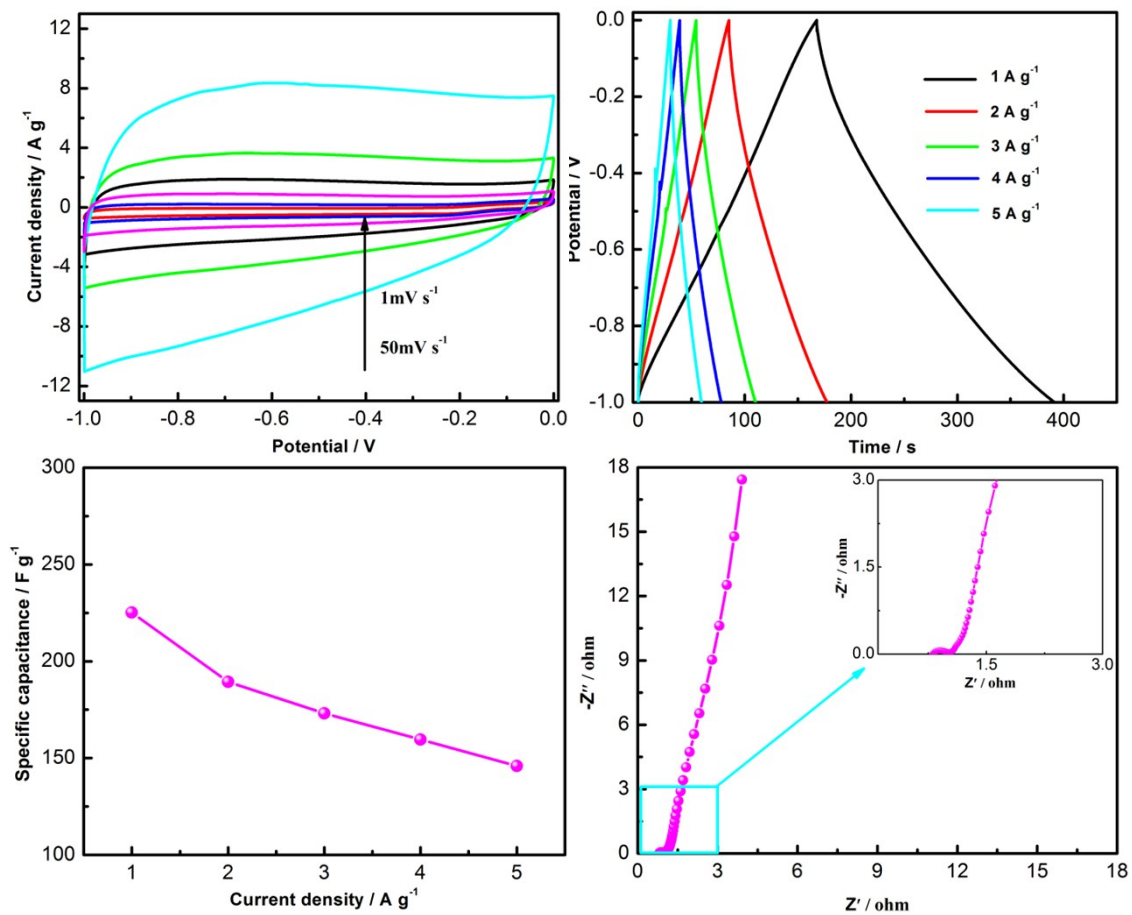 12
8
4
0
-4
-8
-12
Current density / A g⁻¹
1mV s⁻¹
50mV s⁻¹
-1.0 -0.8 -0.6 -0.4 -0.2 0.0
Potential / V
0.0
-0.2
-0.4
-0.6
-0.8
-1.0
Potential / V
1 A g⁻¹
2 A g⁻¹
3 A g⁻¹
4 A g⁻¹
5 A g⁻¹
0 100 200 300 400
Time / s
300
250
200
150
100
Specific capacitance / F g⁻¹
1 2 3 4 5
Current density / A g⁻¹
18
15
12
9
6
3
0
-Z″ / ohm
0 3 6 9 12 15 18
Z′ / ohm
3.0
1.5
0.0
-Z″ / ohm
1.5 3.0
Z′ / ohm